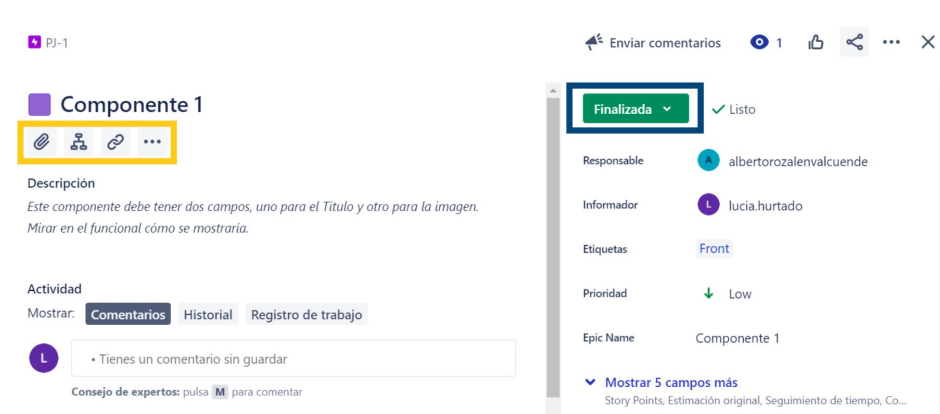 PJ-1
Enviar comentarios 1
Componente 1
Descripción
Este componente debe tener dos campos, uno para el Título y otro para la imagen.
Mirar en el funcional cómo se mostraría.
Actividad
Mostrar: Comentarios Historial Registro de trabajo
L • Tienes un comentario sin guardar
Consejo de expertos: pulsa M para comentar
Finalizada Listo
Responsable A albertorozalenvalcuende
Informador L lucia.hurtado
Etiquetas Front
Prioridad Low
Epic Name Componente 1
Mostrar 5 campos más
Story Points, Estimación original, Seguimiento de tiempo, Co...